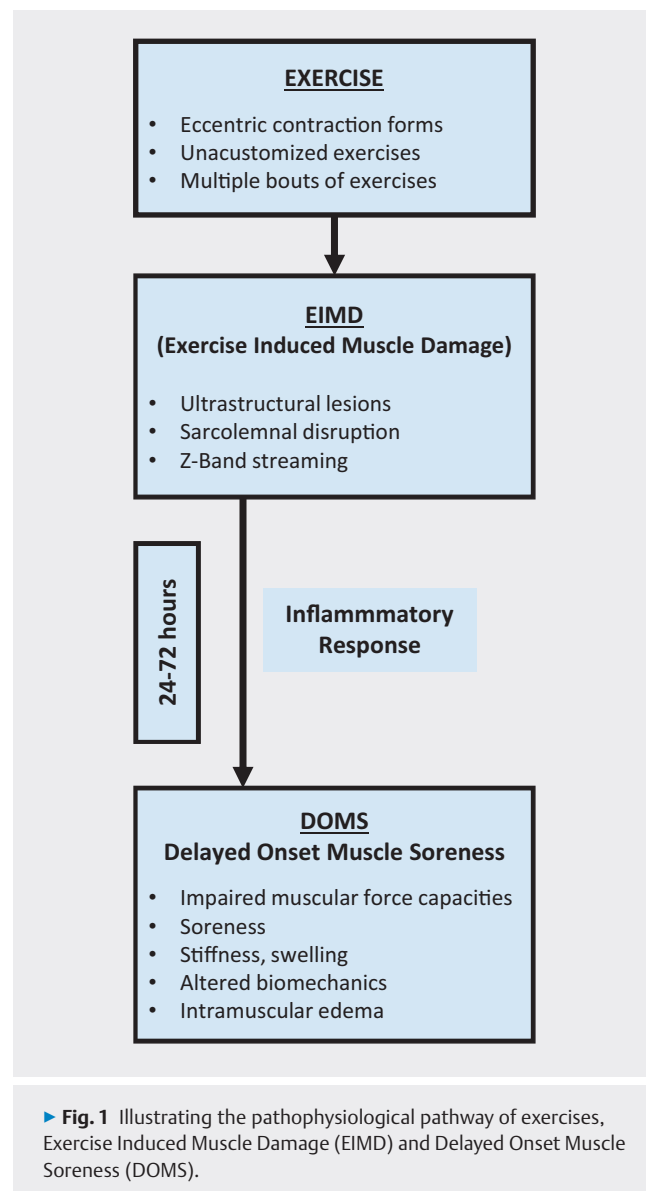 EXERCISE
• Eccentric contraction forms
• Unacustomized exercises
• Multiple bouts of exercises
EIMD
(Exercise Induced Muscle Damage)
• Ultrastructural lesions
• Sarcolemnal disruption
• Z-Band streaming
24-72 hours
Inflammmatory
Response
DOMS
Delayed Onset Muscle Soreness
• Impaired muscular force capacities
• Soreness
• Stiffness, swelling
• Altered biomechanics
• Intramuscular edema
▶ Fig. 1 Illustrating the pathophysiological pathway of exercises,
Exercise Induced Muscle Damage (EIMD) and Delayed Onset Muscle
Soreness (DOMS).